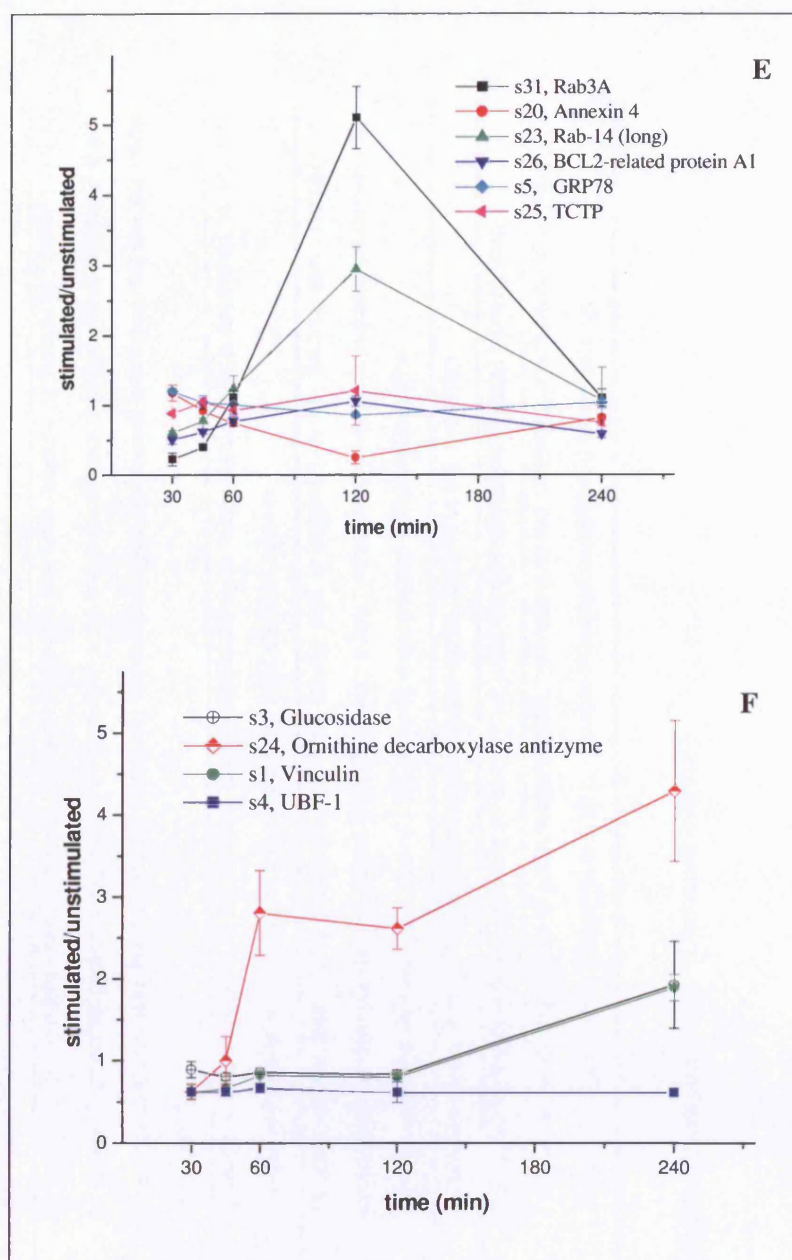 E
s31, Rab3A
s20, Annexin 4
s23, Rab-14 (long)
s26, BCL2-related protein A1
s5, GRP78
s25, TCTP
stimulated/unstimulated
5
4
3
2
1
0
30 60 120 180 240
time (min)
F
s3, Glucosidase
s24, Ornithine decarboxylase antizyme
s1, Vinculin
s4, UBF-1
stimulated/unstimulated
5
4
3
2
1
0
30 60 120 180 240
time (min)